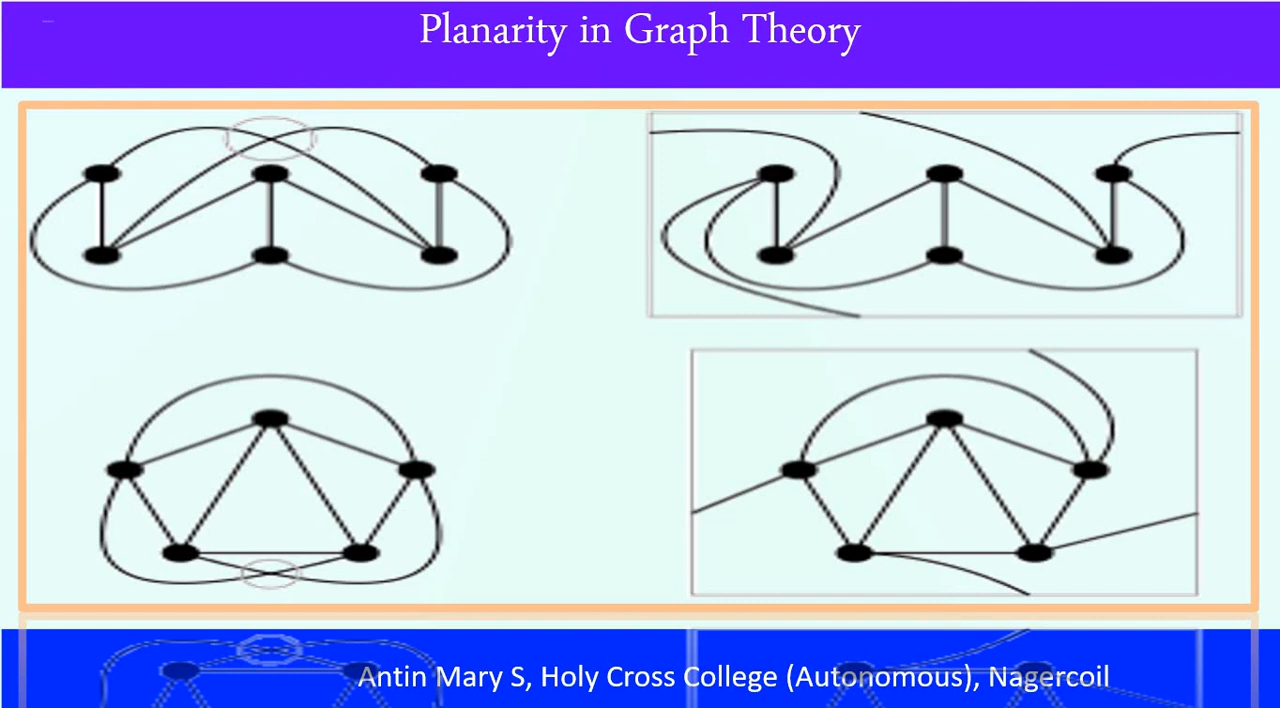 Planarity in Graph Theory
Antin Mary S, Holy Cross College (Autonomous), Nagercoil